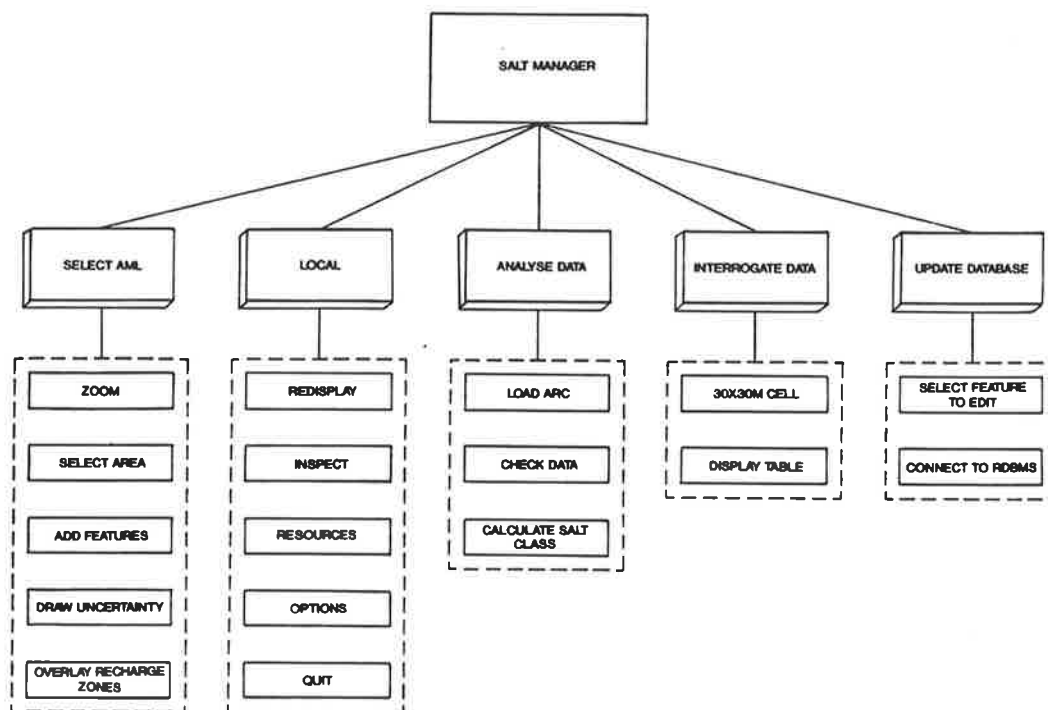 SALT MANAGER
SELECT AML
LOCAL
ANALYSE DATA
INTERROGATE DATA
UPDATE DATABASE
ZOOM
SELECT AREA
ADD FEATURES
DRAW UNCERTAINTY
OVERLAY RECHARGE
ZONES
REDISPLAY
INSPECT
RESOURCES
OPTIONS
QUIT
LOAD ARC
CHECK DATA
CALCULATE SALT
CLASS
30X30M CELL
DISPLAY TABLE
SELECT FEATURE
TO EDIT
CONNECT TO RDBMS